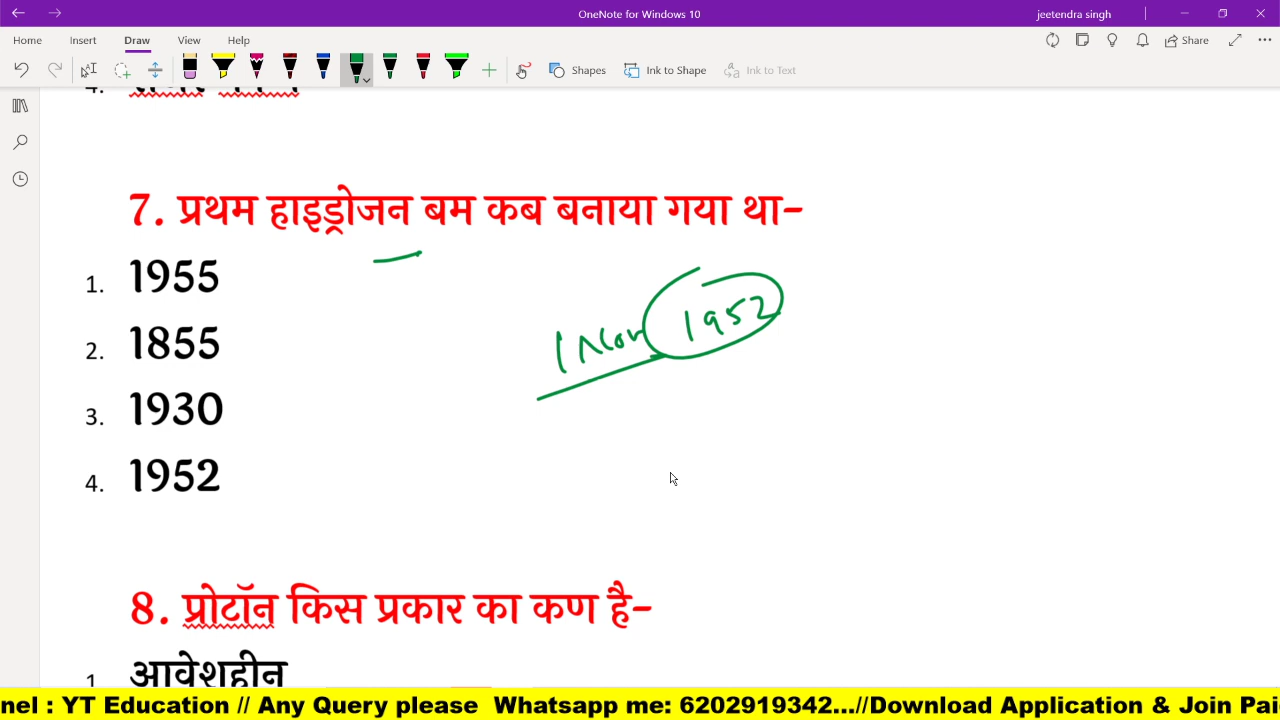 OneNote for Windows 10
jeetendra singh
Home Insert Draw View Help
Share
Shapes Ink to Shape Ink to Text
4.
7. प्रथम हाइड्रोजन बम कब बनाया गया था-
1. 1955
2. 1855
3. 1930
4. 1952
1 Nov 1952
8. प्रोटॉन किस प्रकार का कण है-
1. आवेशहीन
nel : YT Education // Any Query please Whatsapp me: 6202919342...//Download Application & Join Pai